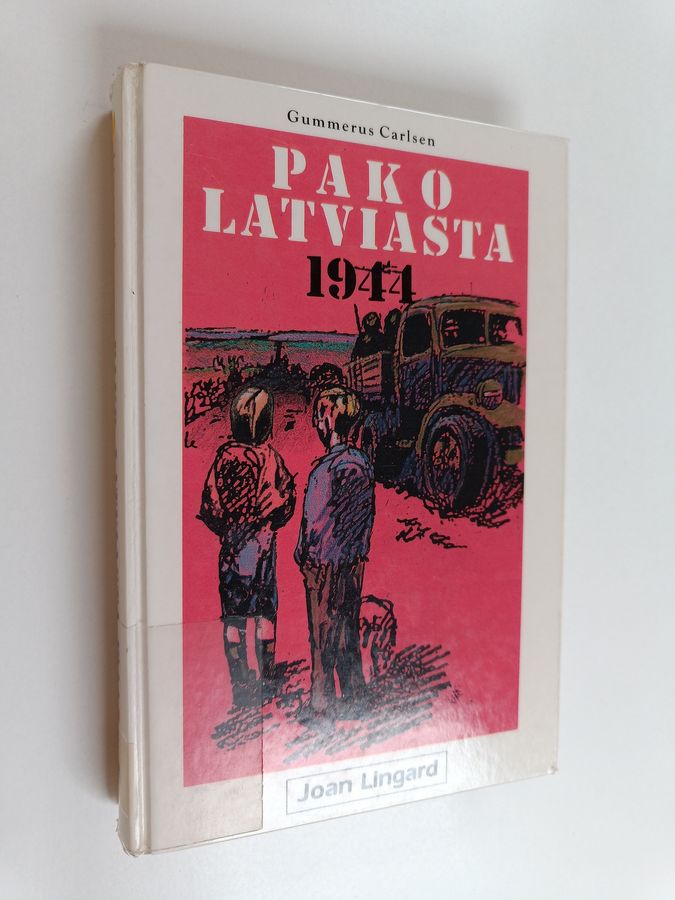 Gummerus Carlsen
PAKO
LATVIASTA
1944
Joan Lingard